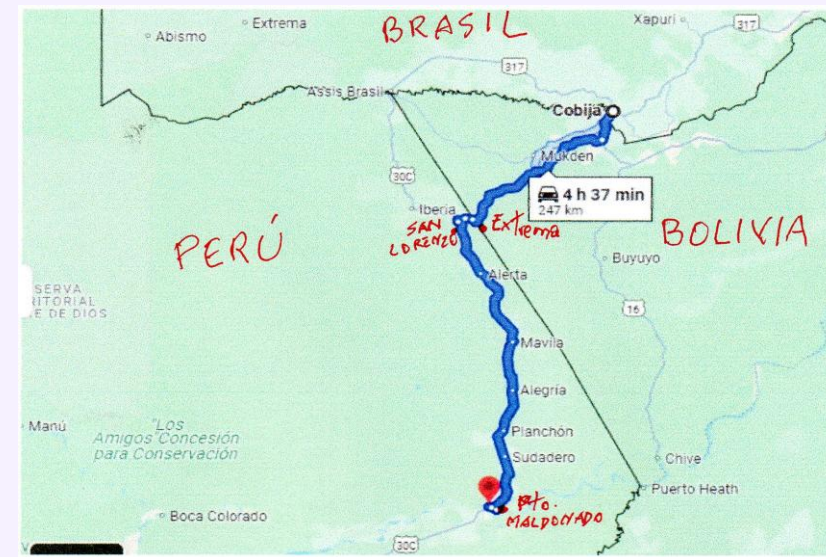 BRASIL
Xapuri
317
Extrema
Abismo
317
Assis Brasil
Cobija
Mukden
30C
4 h 37 min
247 km
Iberia
SAN
LORENZO
Extrema
PERÚ
BOLIVIA
Buyuyo
Alerta
SERVA
RITORIAL
E DE DIOS
16
Mavila
Alegría
Manú
"Los
Amigos"Concesión
para Conservación
Planchón
Sudadero
Chive
Puerto Heath
Pto.
MALDONADO
Boca Colorado
30C